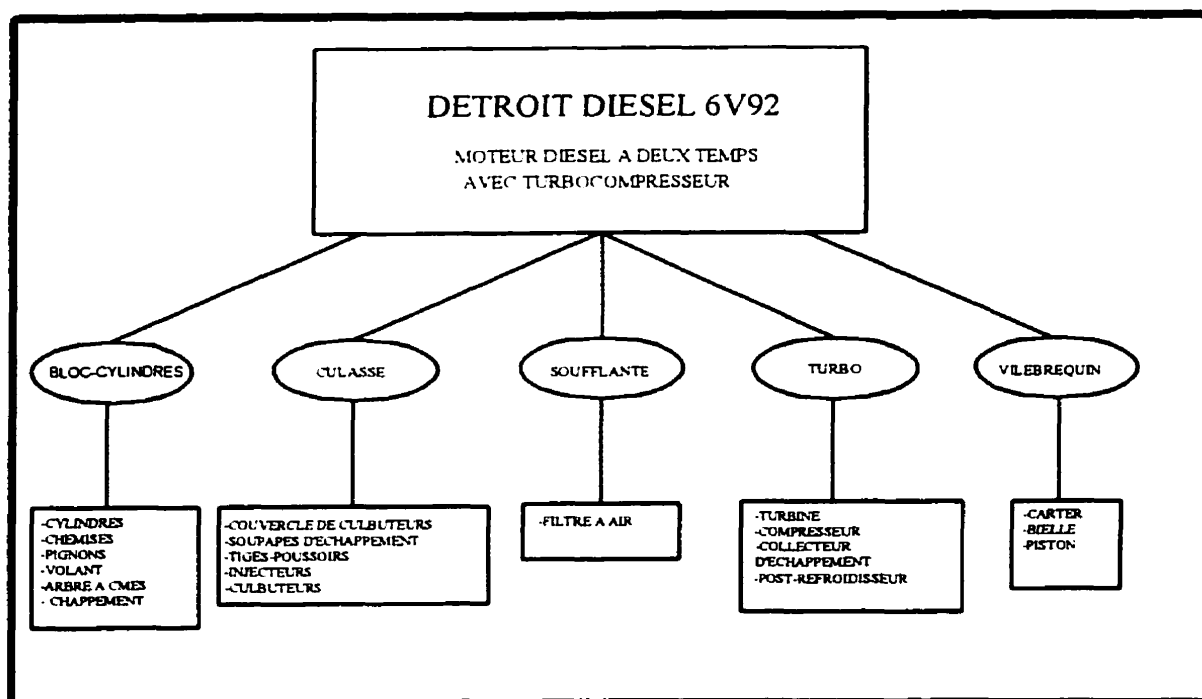 DETROIT DIESEL 6V92
MOTEUR DIESEL A DEUX TEMPS
AVEC TURBOCOMPRESSEUR
BLOC-CYLINDRES
CULASSE
SOUFFLANTE
TURBO
VILEBREQUIN
-CYLINDRES
-CHEMISES
-PIGNONS
-VOLANT
-ARBRE A CMES
- CHAPPEMENT
-COUVERCLE DE CULBUTEURS
-SOUPAPES D'ECHAPPEMENT
-TIGES-POUSSOIRS
-INJECTEURS
-CULBUTEURS
-FILTRE A AIR
-TURBINE
-COMPRESSEUR
-COLLECTEUR
D'ECHAPPEMENT
-POST-REFROIDISSEUR
-CARTER
-BIELLE
-PISTON